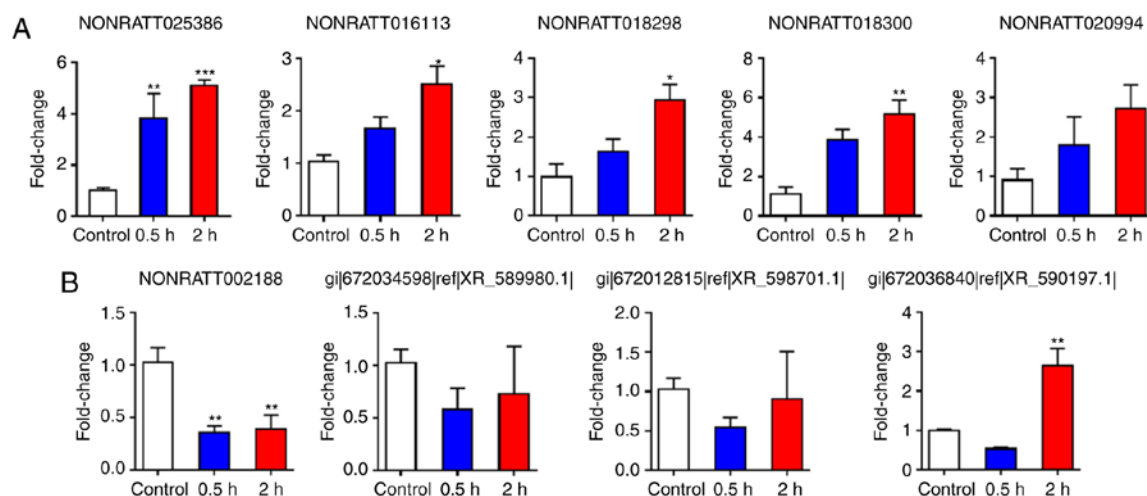 A
NONRATT025386
NONRATT016113
NONRATT018298
NONRATT018300
NONRATT020994
Fold-change
6
4
2
0
**
***
Control 0.5 h 2 h
Fold-change
3
2
1
0
*
Control 0.5 h 2 h
Fold-change
4
3
2
1
0
*
Control 0.5 h 2 h
Fold-change
8
6
4
2
0
**
Control 0.5 h 2 h
Fold-change
4
3
2
1
0
Control 0.5 h 2 h
B
NONRATT002188
gi|672034598|ref|XR_589980.1|
gi|672012815|ref|XR_598701.1|
gi|672036840|ref|XR_590197.1|
Fold-change
1.5
1.0
0.5
0.0
**
**
Control 0.5 h 2 h
Fold-change
1.5
1.0
0.5
0.0
Control 0.5 h 2 h
Fold-change
2.0
1.5
1.0
0.5
0.0
Control 0.5 h 2 h
Fold-change
4
3
2
1
0
**
Control 0.5 h 2 h